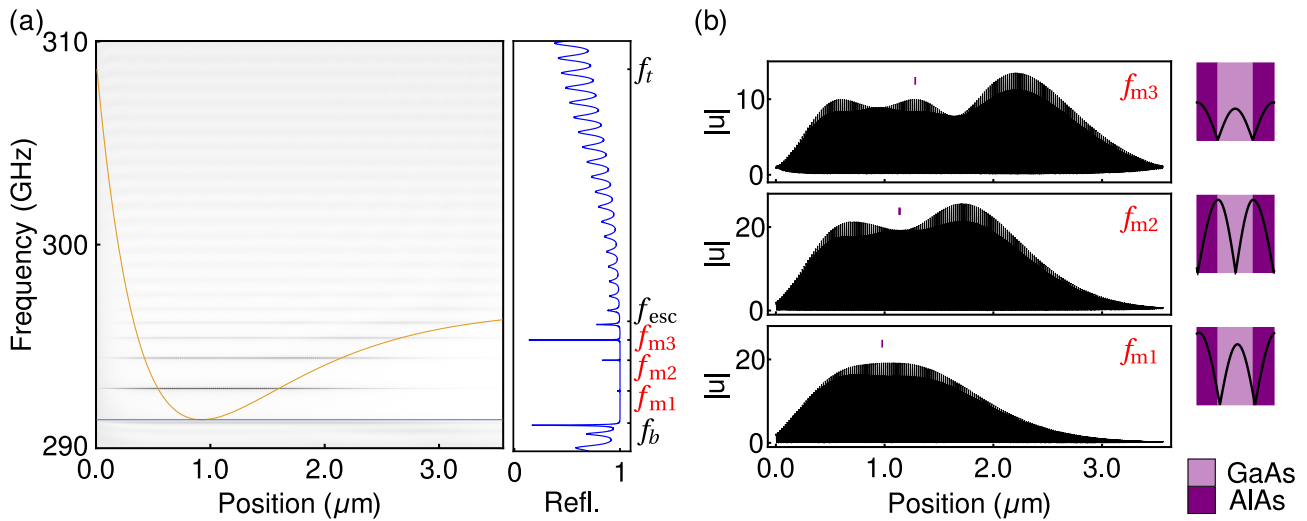 (a)
310
300
290
Frequency (GHz)
0.0 1.0 2.0 3.0
Position (μm)
f_t
f_esc
f_m3
f_m2
f_m1
f_b
0 1
Refl.
(b)
f_m3
10
0
|u|
f_m2
20
0
|u|
f_m1
20
0
|u|
0.0 1.0 2.0 3.0
Position (μm)
GaAs
AlAs